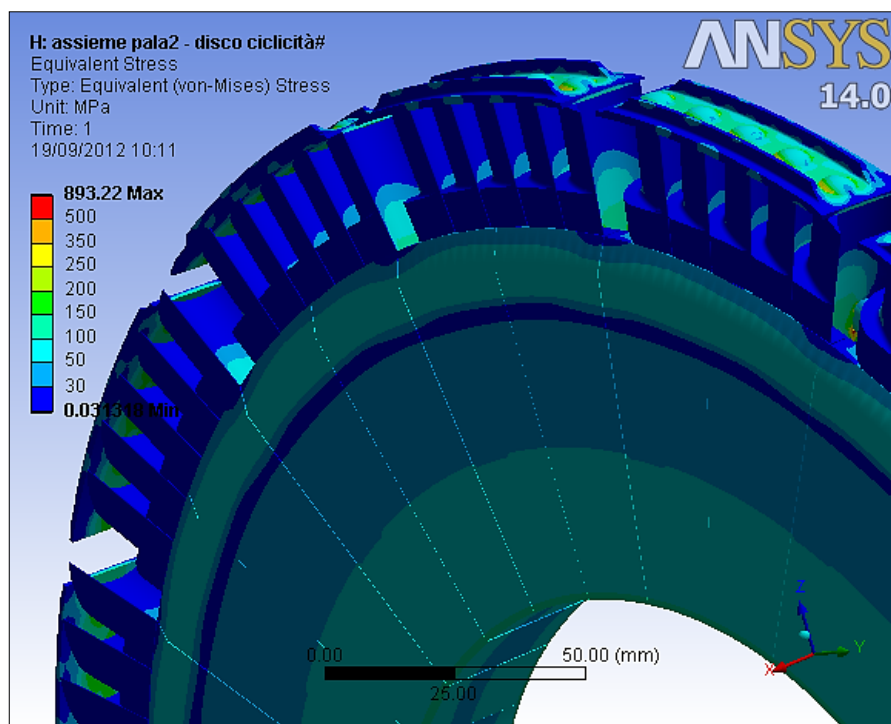 H: assieme pala2 - disco ciclicità#
Equivalent Stress
Type: Equivalent (von-Mises) Stress
Unit: MPa
Time: 1
19/09/2012 10:11
ANSYS
14.0
893.22 Max
500
350
250
200
150
100
50
30
0.031318 Min
0.00
50.00 (mm)
25.00
Z
Y
X